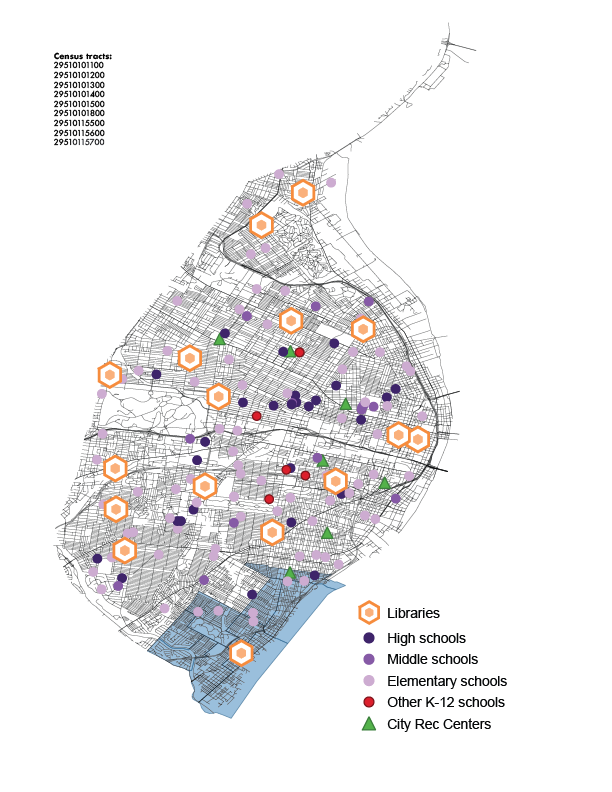 Census tracts:
29510101100
29510101200
29510101300
29510101400
29510101500
29510101800
29510115500
29510115600
29510115700
Libraries
High schools
Middle schools
Elementary schools
Other K-12 schools
City Rec Centers